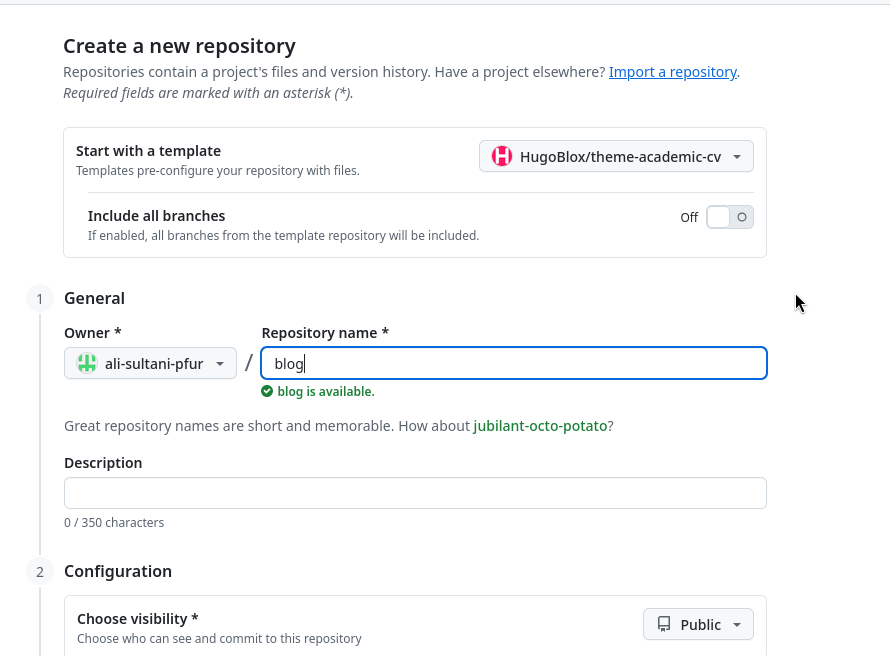 Create a new repository
Repositories contain a project's files and version history. Have a project elsewhere? Import a repository.
Required fields are marked with an asterisk (*).
Start with a template
Templates pre-configure your repository with files.
HugoBlox/theme-academic-cv
Include all branches
If enabled, all branches from the template repository will be included.
Off
1 General
Owner * Repository name *
ali-sultani-pfur / blog
blog is available.
Great repository names are short and memorable. How about jubilant-octo-potato?
Description
0 / 350 characters
2 Configuration
Choose visibility *
Choose who can see and commit to this repository
Public